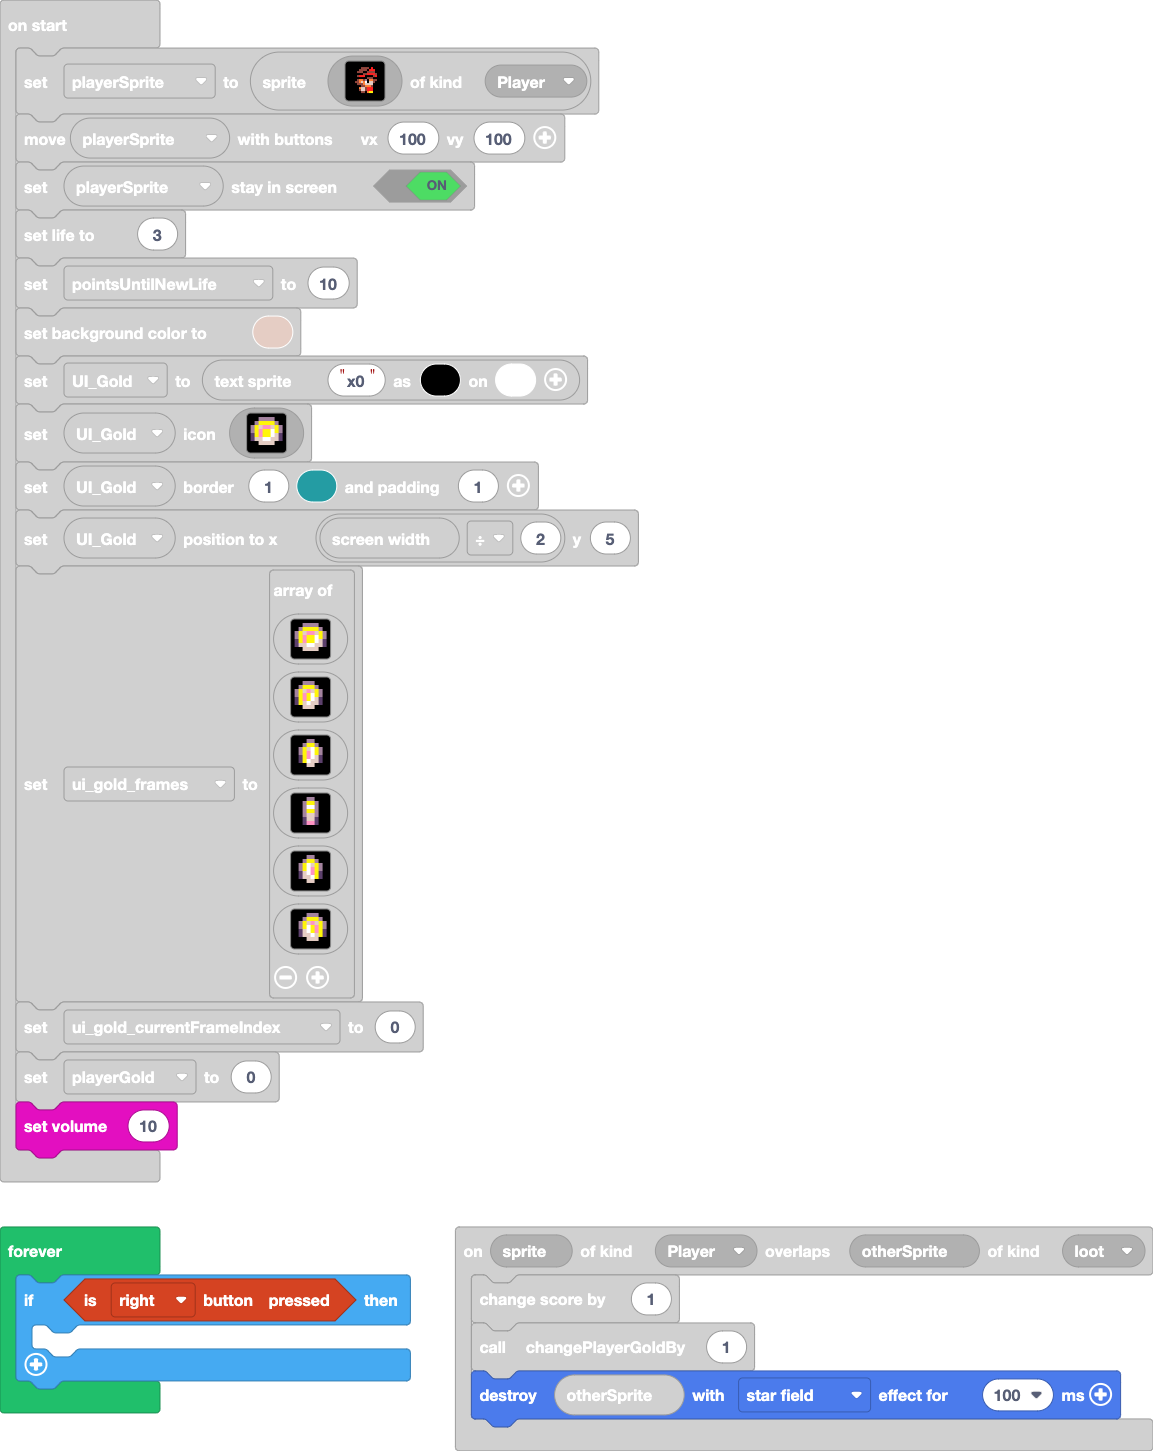 on start
set playerSprite to sprite of kind Player
move playerSprite with buttons vx 100 vy 100
set playerSprite stay in screen ON
set life to 3
set pointsUntilNewLife to 10
set background color to
set UI_Gold to text sprite "x0" as on
set UI_Gold icon
set UI_Gold border 1 and padding 1
set UI_Gold position to x screen width ÷ 2 y 5
array of
set ui_gold_frames to
set ui_gold_currentFrameIndex to 0
set playerGold to 0
set volume 10
forever
if is right button pressed then
on sprite of kind Player overlaps otherSprite of kind loot
change score by 1
call changePlayerGoldBy 1
destroy otherSprite with star field effect for 100 ms